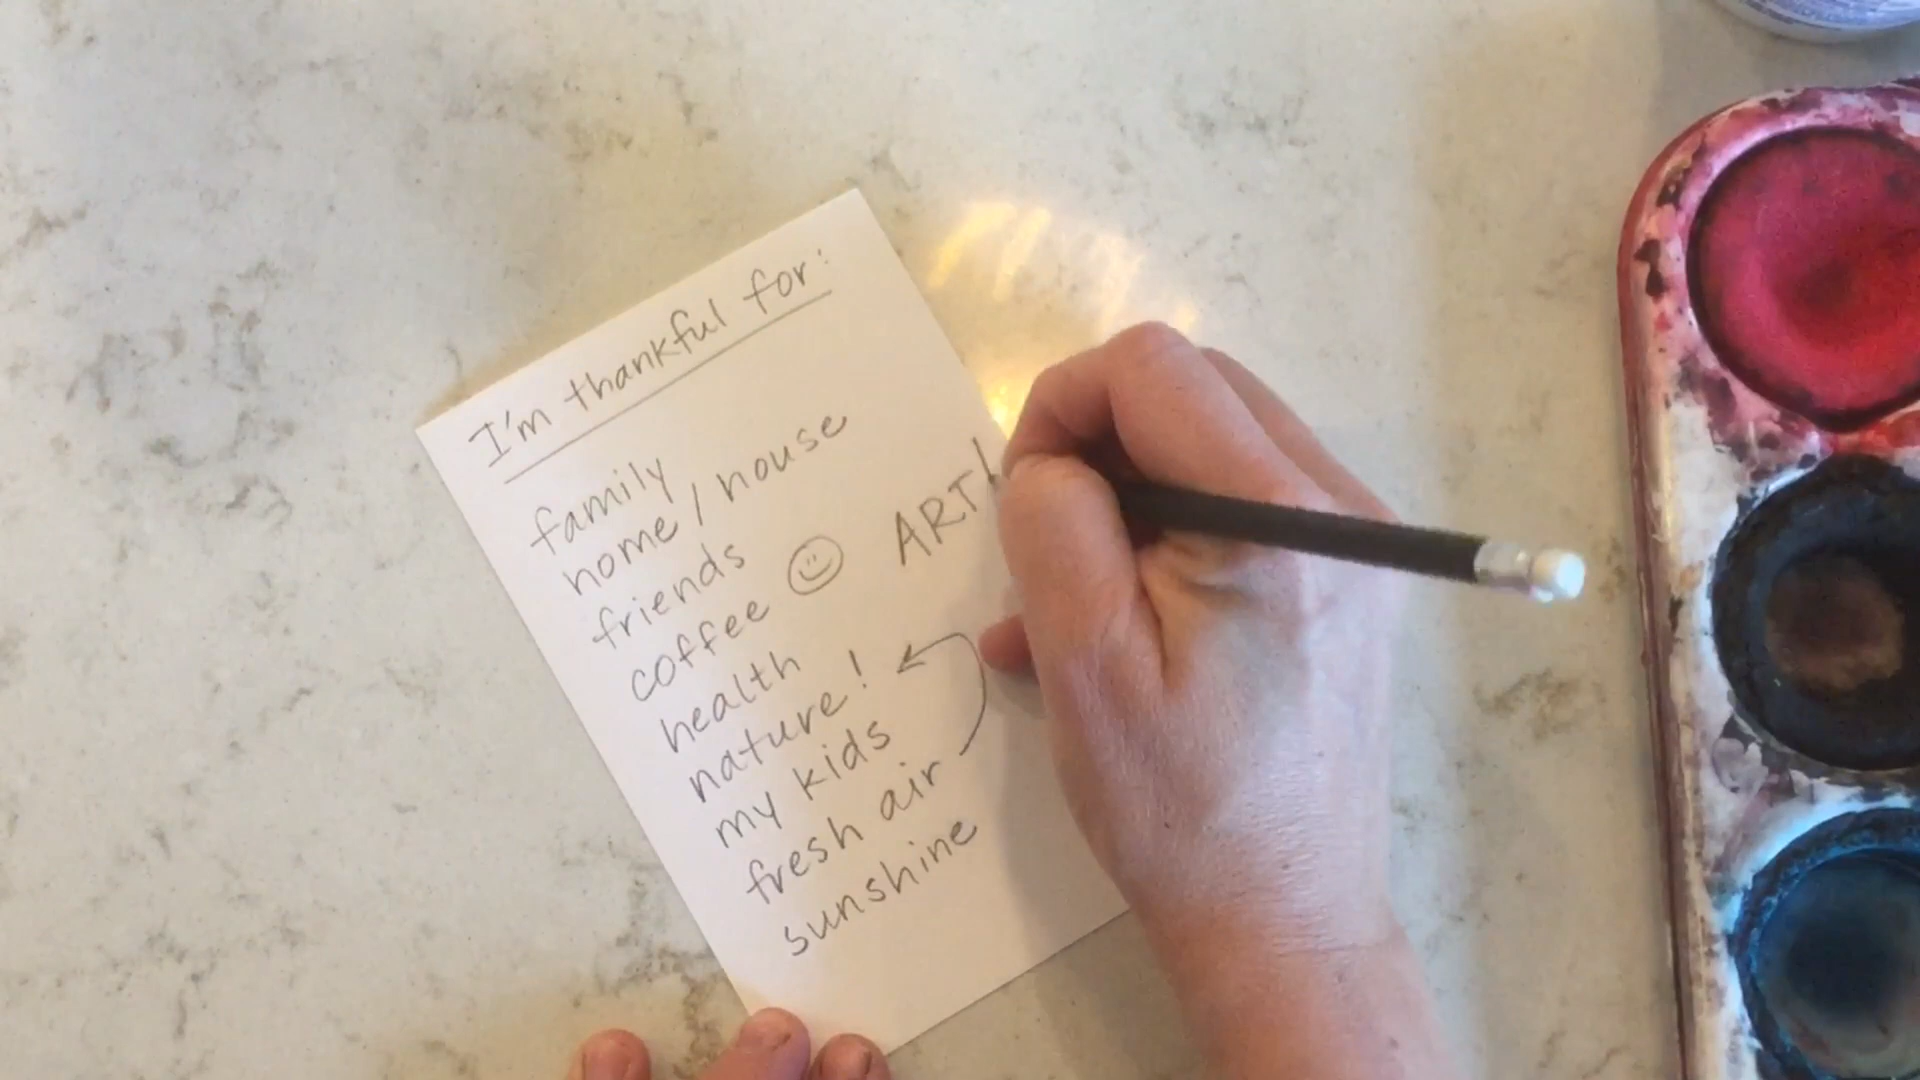 I'm thankful for:
family
home / house
friends
coffee ☺ ART!
health
nature!
my kids
fresh air
sunshine